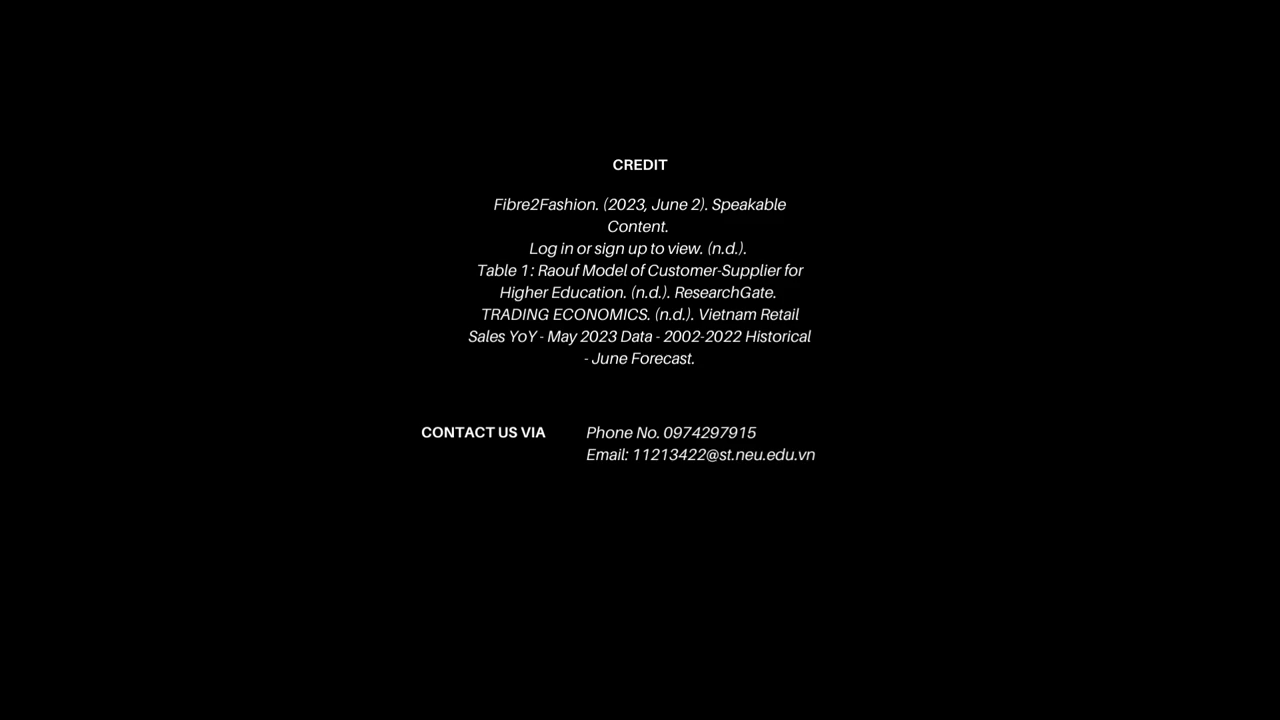 CREDIT
Fibre2Fashion. (2023, June 2). Speakable
Content.
Log in or sign up to view. (n.d.).
Table 1: Raouf Model of Customer-Supplier for
Higher Education. (n.d.). ResearchGate.
TRADING ECONOMICS. (n.d.). Vietnam Retail
Sales YoY - May 2023 Data - 2002-2022 Historical
- June Forecast.
CONTACT US VIA
Phone No. 0974297915
Email: 11213422@st.neu.edu.vn